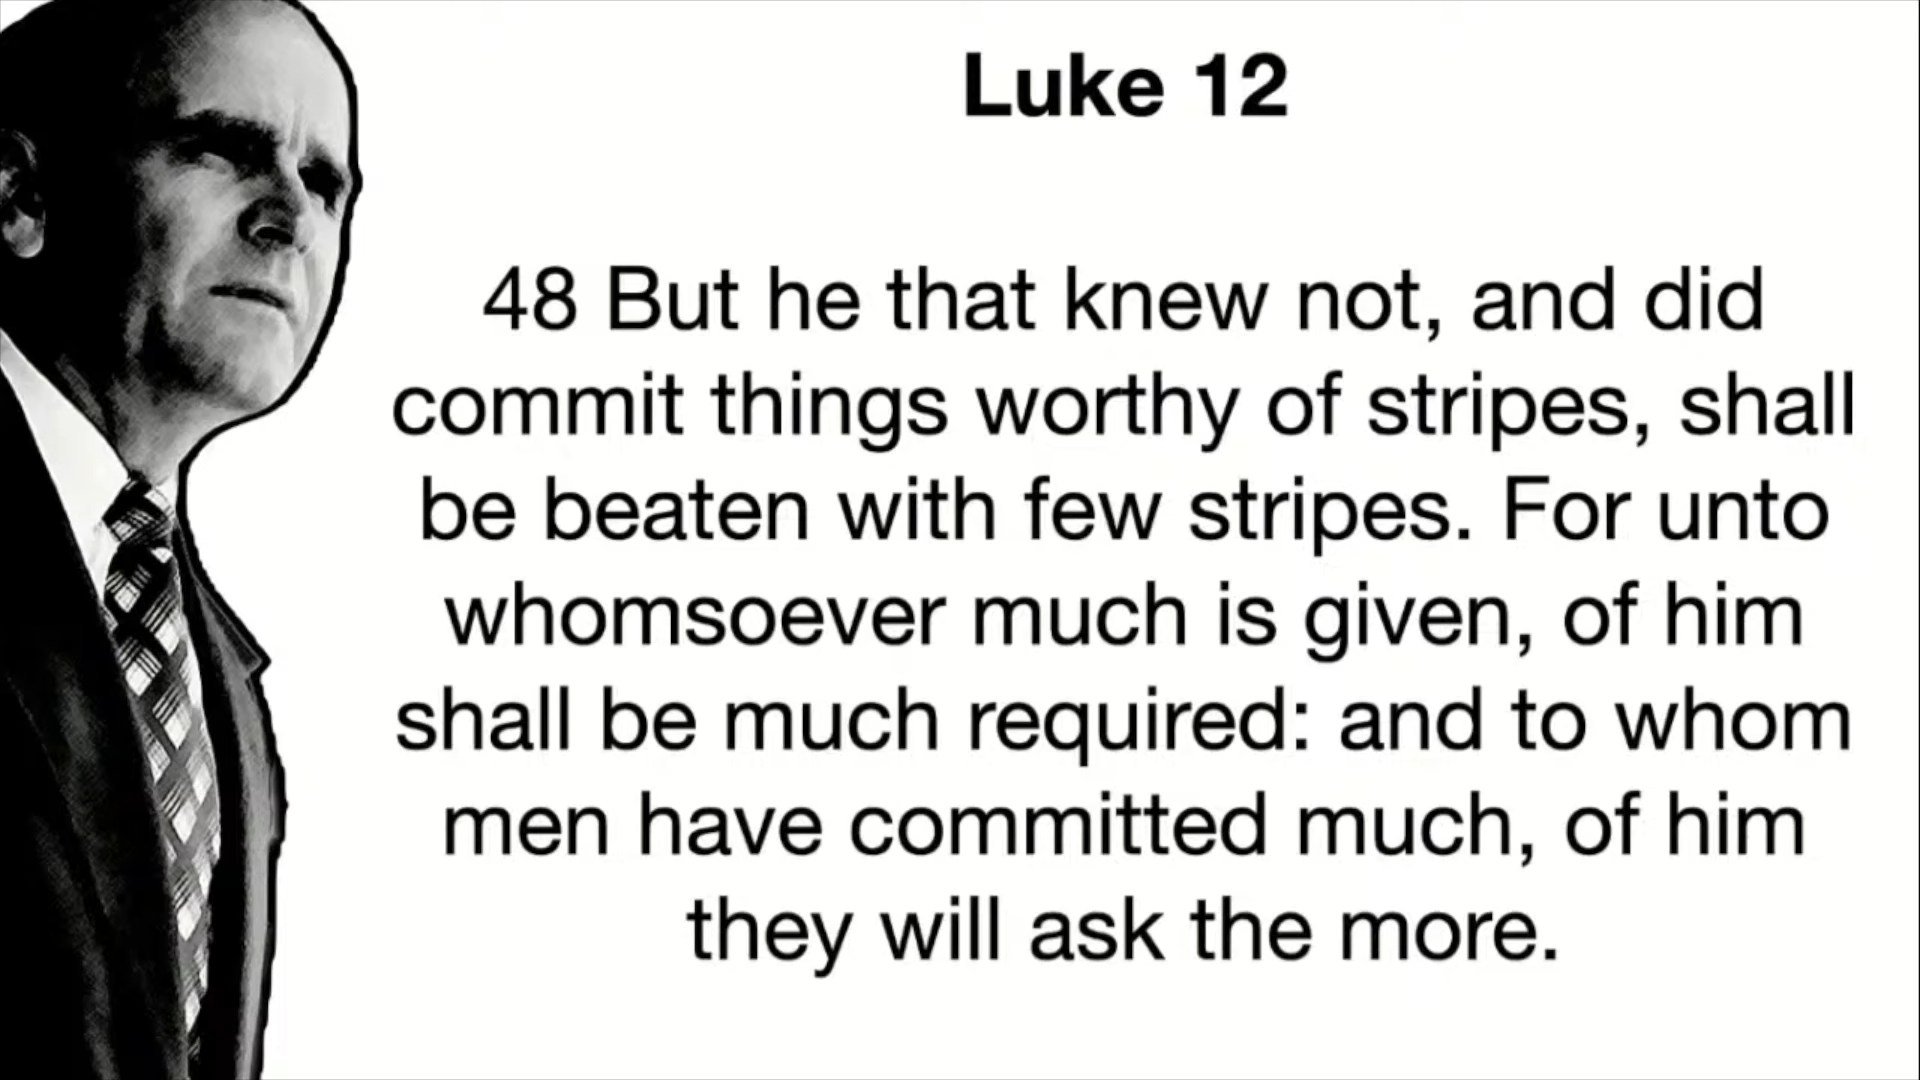 Luke 12
48 But he that knew not, and did
commit things worthy of stripes, shall
be beaten with few stripes. For unto
whomsoever much is given, of him
shall be much required: and to whom
men have committed much, of him
they will ask the more.